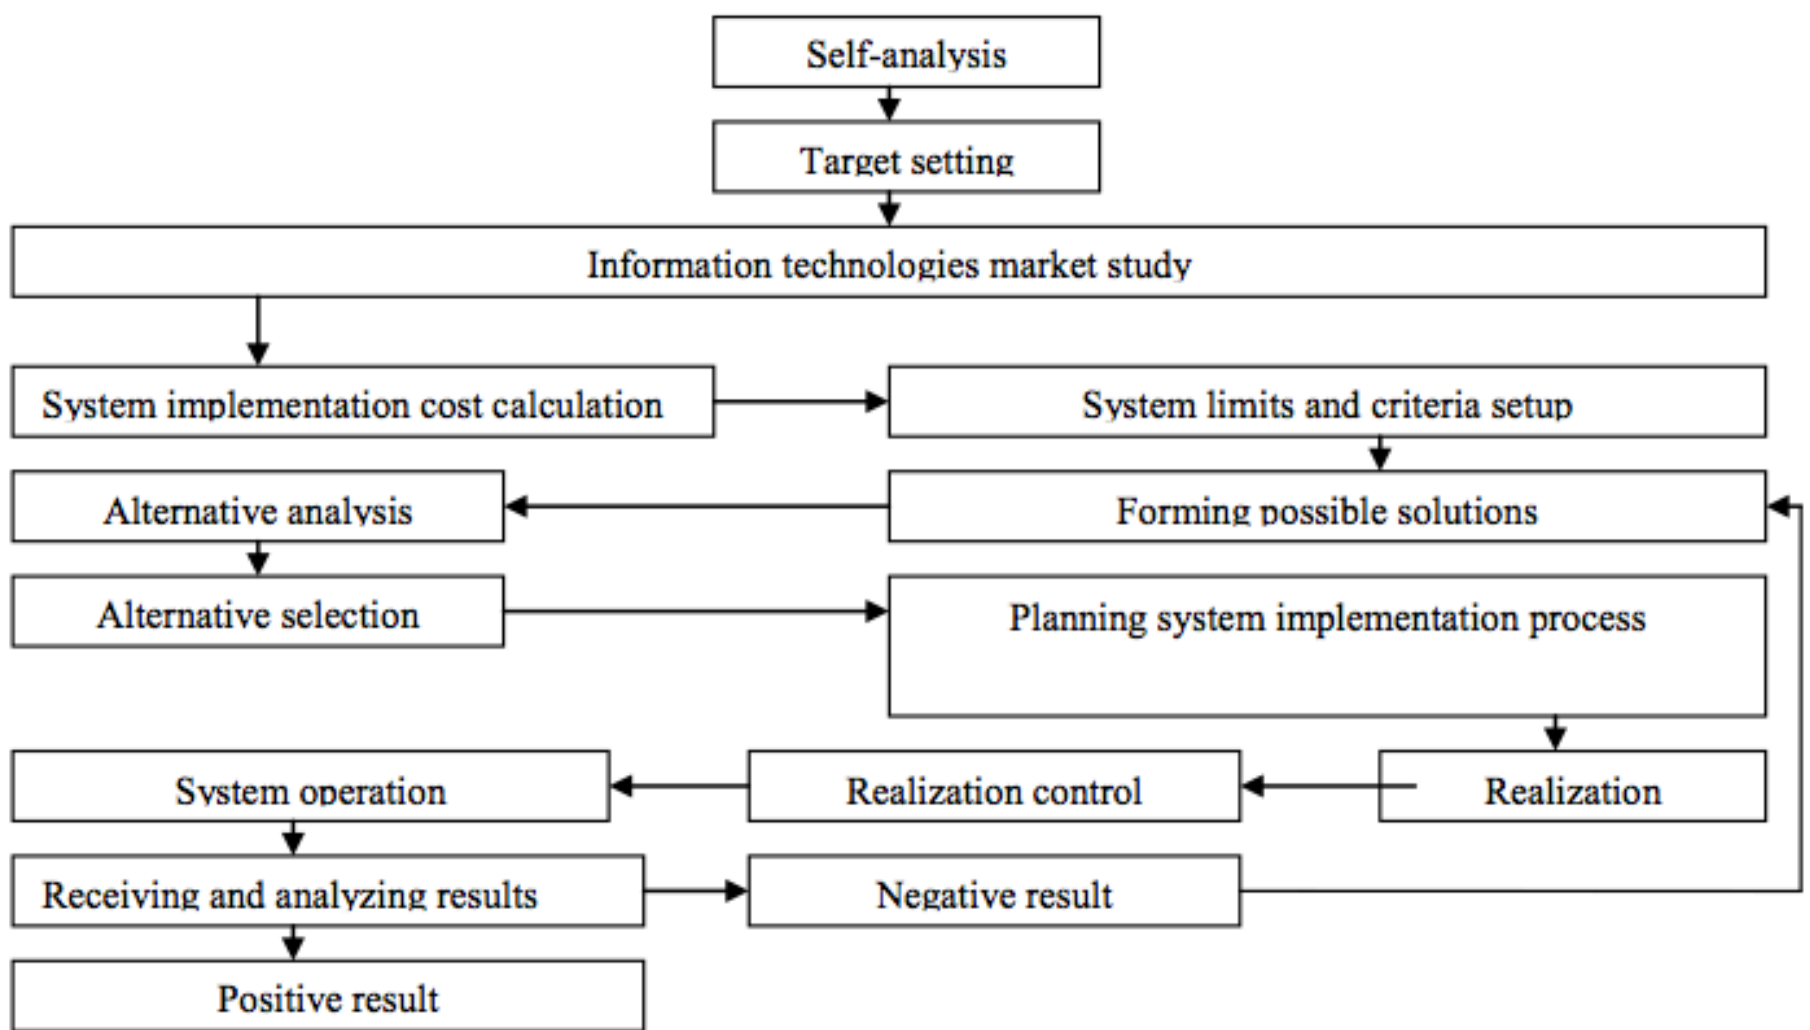 Self-analysis
Target setting
Information technologies market study
System implementation cost calculation
System limits and criteria setup
Alternative analysis
Forming possible solutions
Alternative selection
Planning system implementation process
System operation
Realization control
Realization
Receiving and analyzing results
Negative result
Positive result